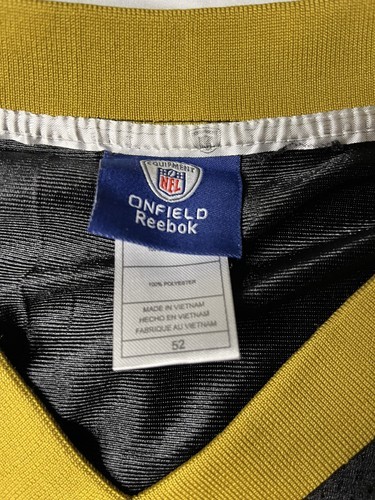 EQUIPMENT
NFL
ONFIELD
Reebok
100% POLYESTER
MADE IN VIETNAM
HECHO EN VIETNAM
FABRIQUE AU VIETNAM
52